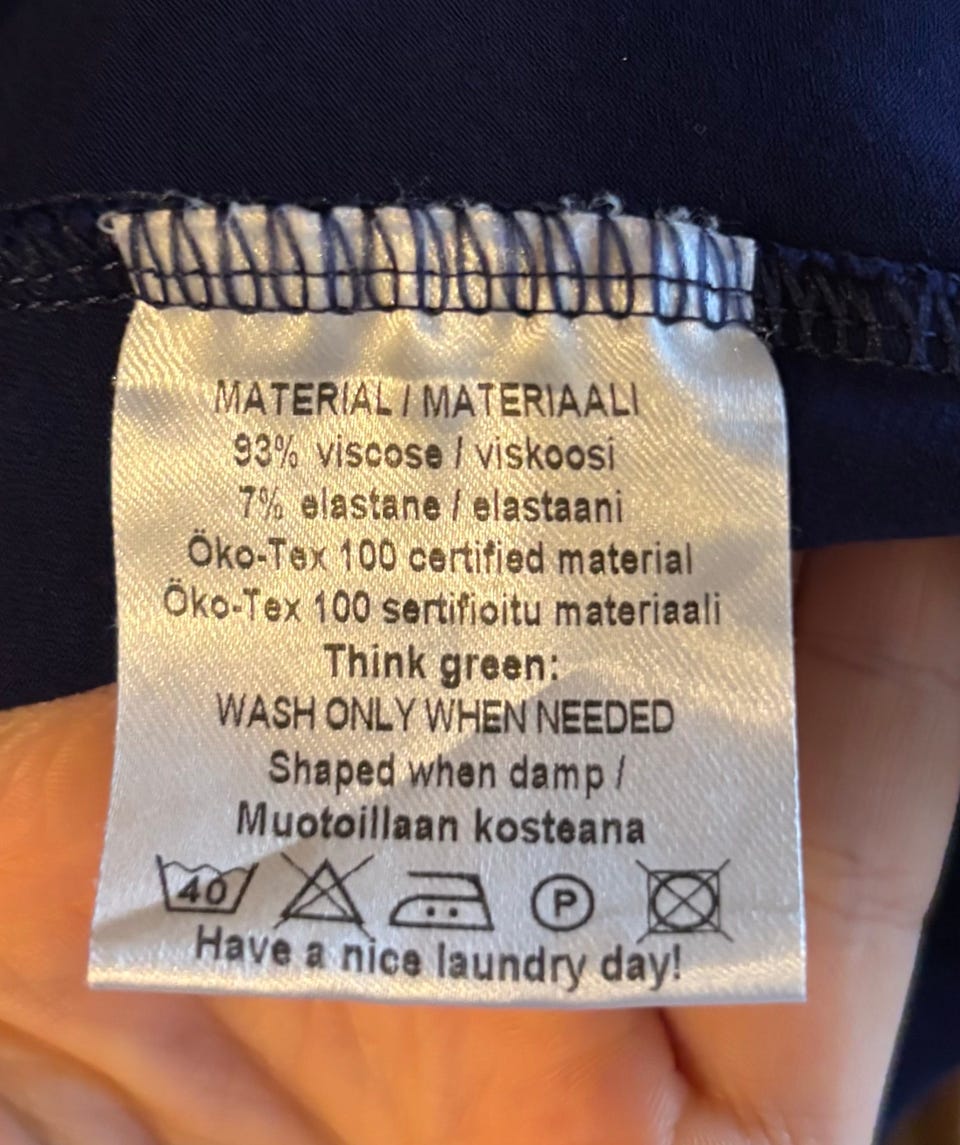 MATERIAL / MATERIAALI
93% viscose / viskoosi
7% elastane / elastaani
Öko-Tex 100 certified material
Öko-Tex 100 sertifioitu materiaali
Think green:
WASH ONLY WHEN NEEDED
Shaped when damp /
Muotoillaan kosteana
40 P
Have a nice laundry day!